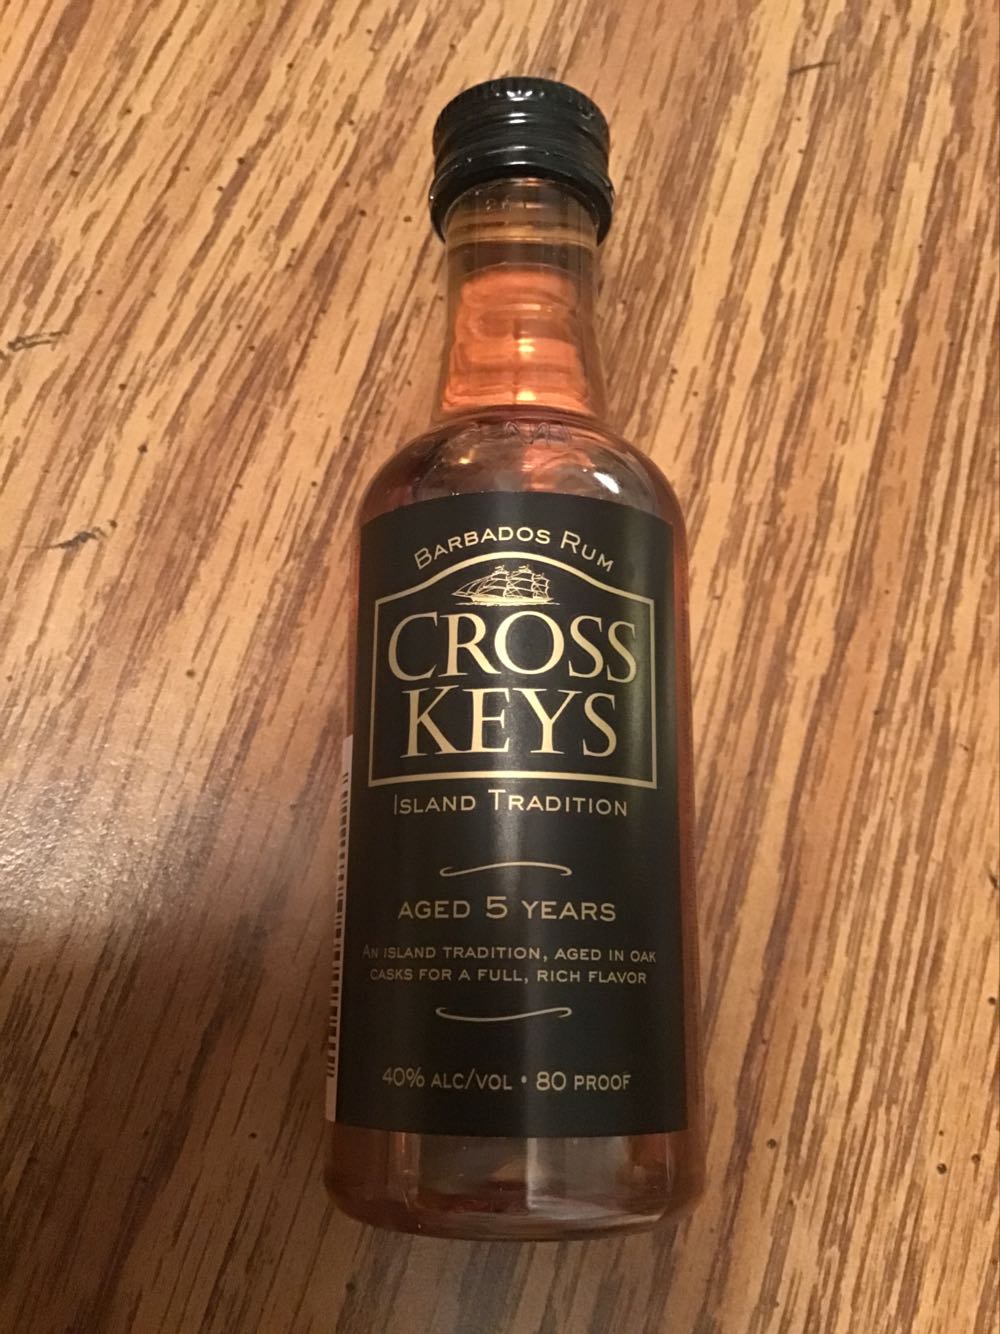 Barbados Rum
CROSS
KEYS
Island Tradition
AGED 5 YEARS
An island tradition, aged in oak
casks for a full, rich flavor
40% ALC/VOL • 80 PROOF